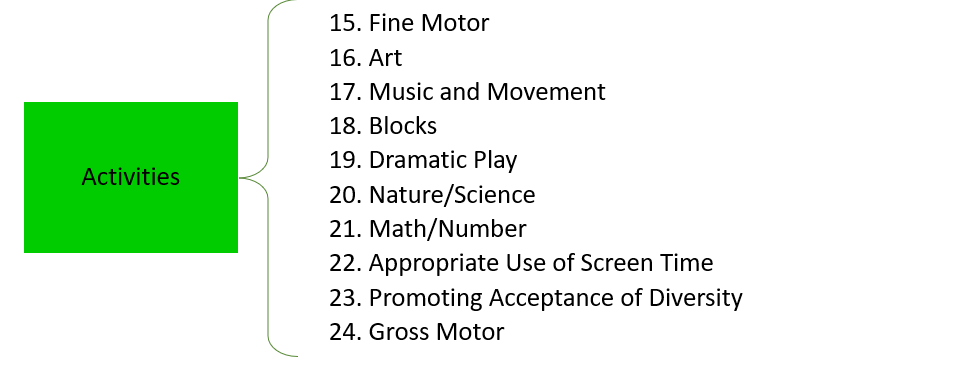 Activities
15. Fine Motor
16. Art
17. Music and Movement
18. Blocks
19. Dramatic Play
20. Nature/Science
21. Math/Number
22. Appropriate Use of Screen Time
23. Promoting Acceptance of Diversity
24. Gross Motor